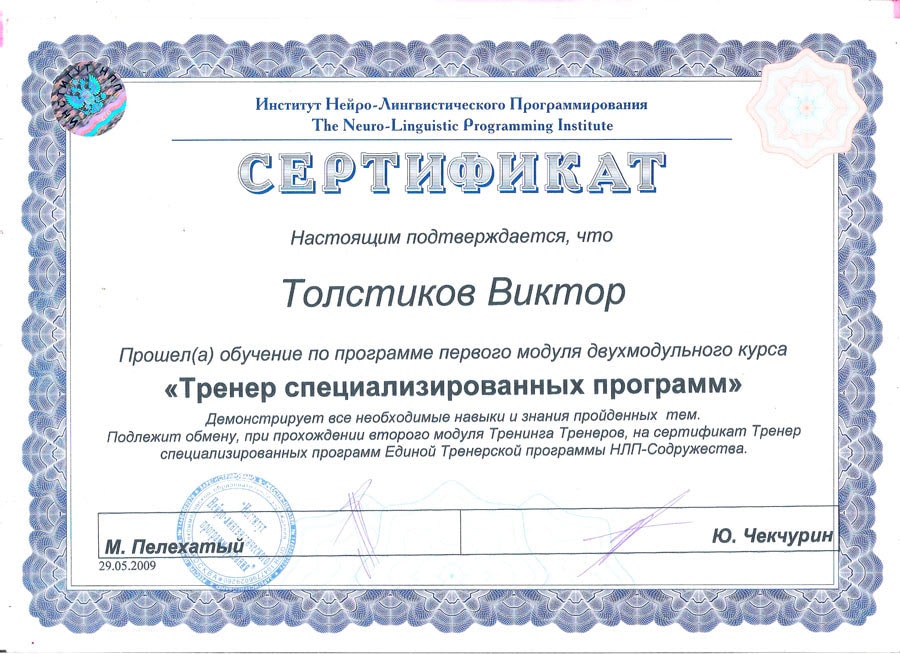 Институт Нейро-Лингвистического Программирования
The Neuro-Linguistic Programming Institute
СЕРТИФИКАТ
Настоящим подтверждается, что
Толстиков Виктор
Прошел(а) обучение по программе первого модуля двухмодульного курса
«Тренер специализированных программ»
Демонстрирует все необходимые навыки и знания пройденных тем.
Подлежит обмену, при прохождении второго модуля Тренинга Тренеров, на сертификат Тренер
специализированных программ Единой Тренерской программы НЛП-Содружества.
М. Пелехатый
Ю. Чекчурин
29.05.2009